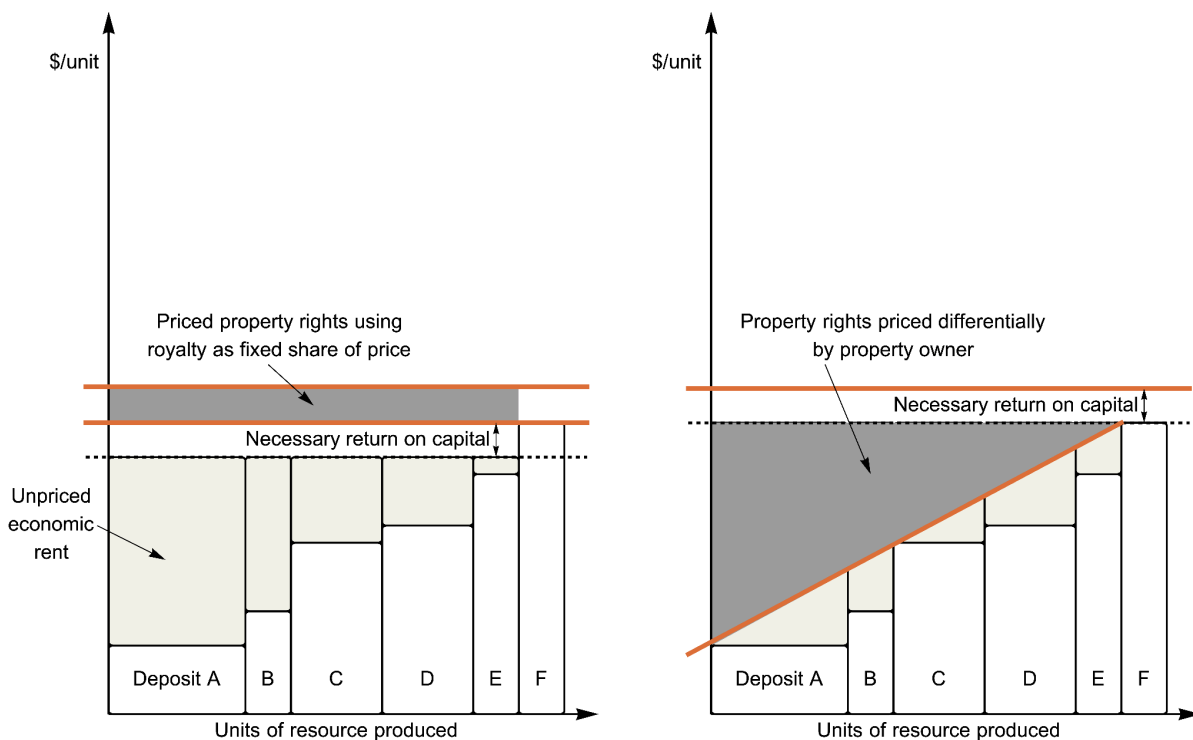 $/unit
Priced property rights using
royalty as fixed share of price
Necessary return on capital
Unpriced
economic
rent
Deposit A
B
C
D
E
F
Units of resource produced
$/unit
Property rights priced differentially
by property owner
Necessary return on capital
Deposit A
B
C
D
E
F
Units of resource produced